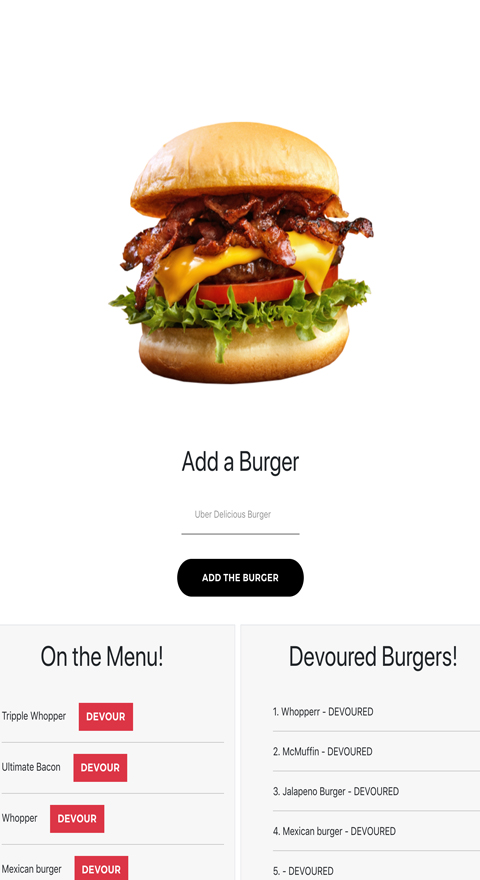 Add a Burger
Uber Delicious Burger
ADD THE BURGER
On the Menu!
Tripple Whopper DEVOUR
Ultimate Bacon DEVOUR
Whopper DEVOUR
Mexican burger DEVOUR
Devoured Burgers!
1. Whopperr - DEVOURED
2. McMuffin - DEVOURED
3. Jalapeno Burger - DEVOURED
4. Mexican burger - DEVOURED
5. - DEVOURED